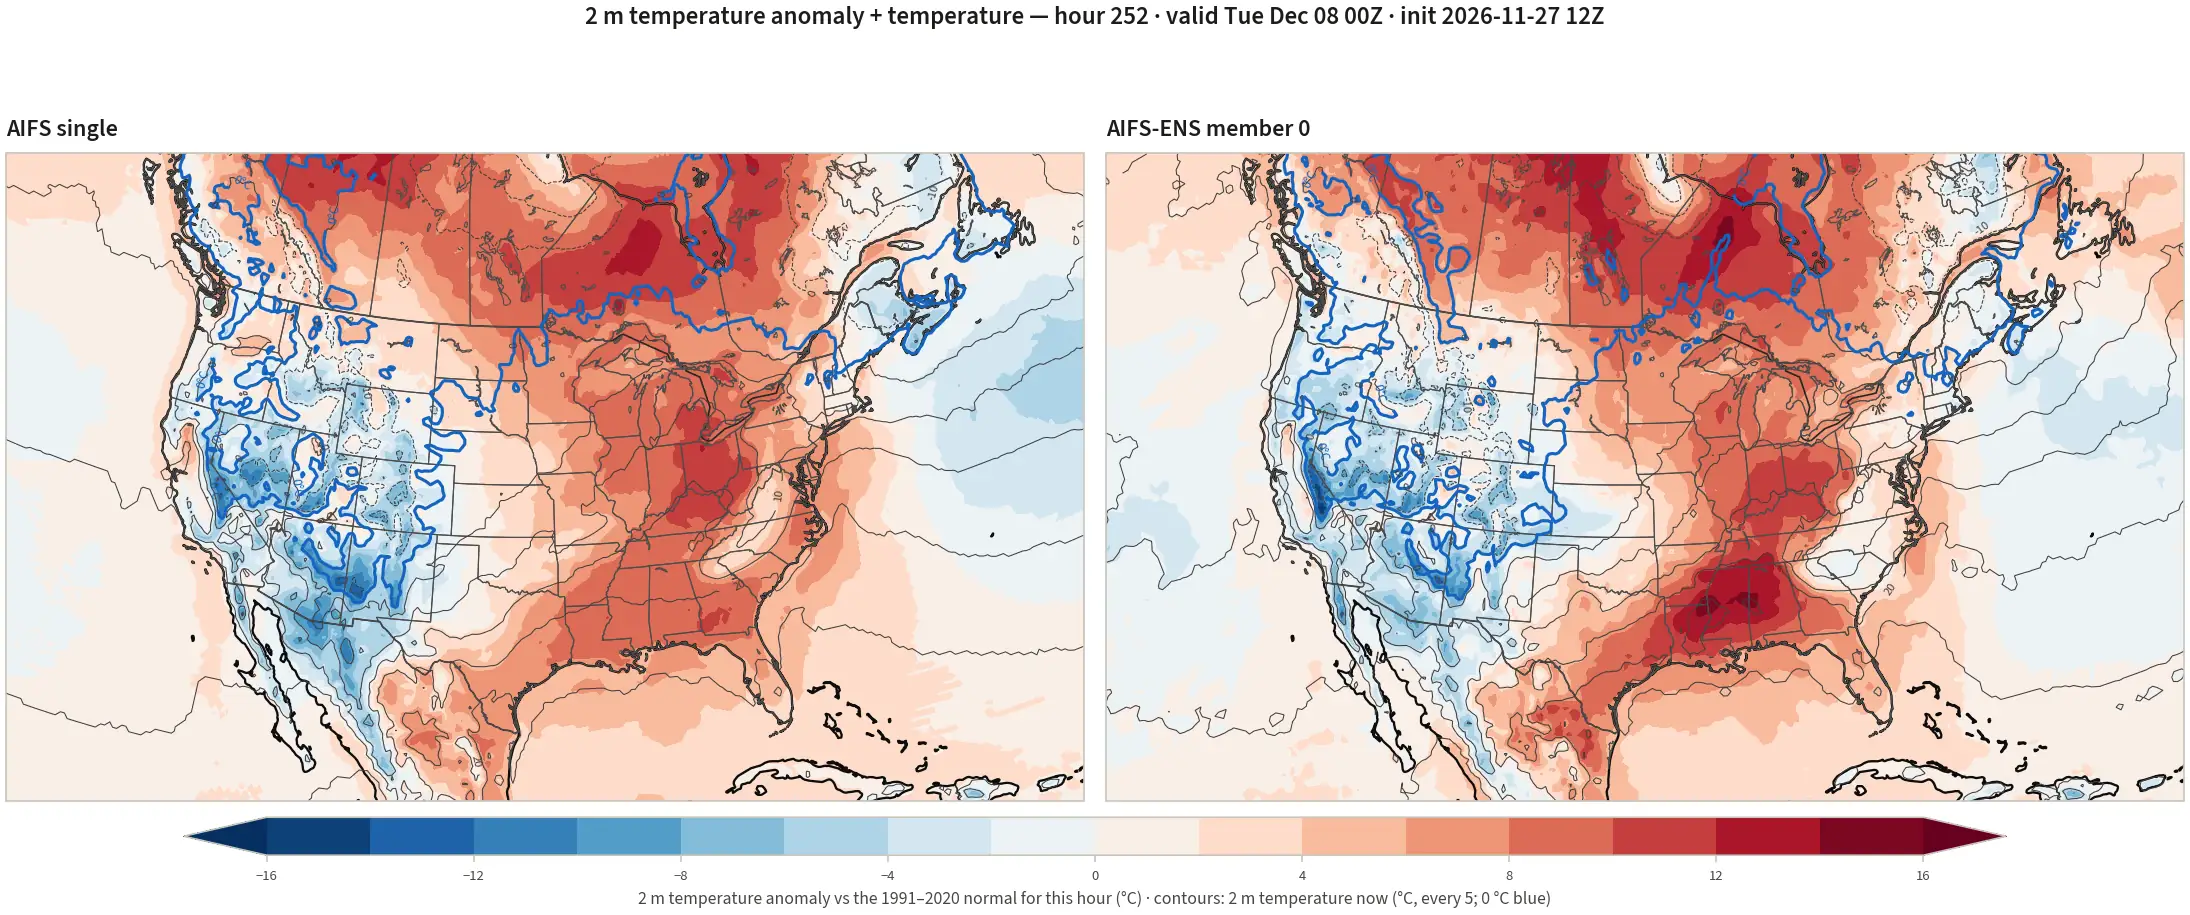 2 m temperature anomaly + temperature — hour 252 · valid Tue Dec 08 00Z · init 2026-11-27 12Z
AIFS single
AIFS-ENS member 0
−16 −12 −8 −4 0 4 8 12 16
2 m temperature anomaly vs the 1991–2020 normal for this hour (°C) · contours: 2 m temperature now (°C, every 5; 0 °C blue)